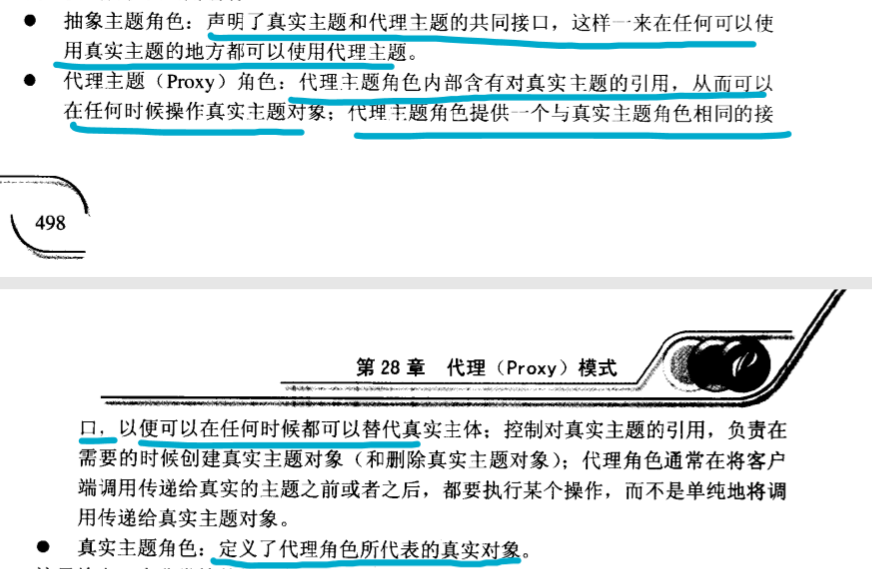 ● 抽象主题角色：声明了真实主题和代理主题的共同接口，这样一来在任何可以使
用真实主题的地方都可以使用代理主题。
● 代理主题（Proxy）角色：代理主题角色内部含有对真实主题的引用，从而可以
在任何时候操作真实主题对象；代理主题角色提供一个与真实主题角色相同的接
498
第 28 章 代理（Proxy）模式
口，以便可以在任何时候都可以替代真实主体；控制对真实主题的引用，负责在
需要的时候创建真实主题对象（和删除真实主题对象）；代理角色通常在将客户
端调用传递给真实的主题之前或者之后，都要执行某个操作，而不是单纯地将调
用传递给真实主题对象。
● 真实主题角色：定义了代理角色所代表的真实对象。